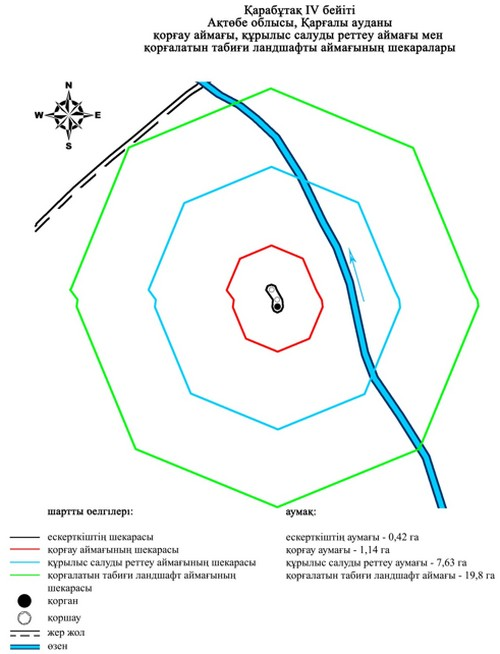 Қарабұтақ IV бейіті
Ақтөбе облысы, Қарғалы ауданы
қорғау аймағы, құрылыс салуды реттеу аймағы мен
қорғалатын табиғи ландшафты аймағының шекаралары
N
W E
S
шартты белгілері:
ескерткіштің шекарасы
қорғау аймағының шекарасы
құрылыс салуды реттеу аймағының шекарасы
қорғалатын табиғи ландшафт аймағының
шекарасы
қорған
қоршау
жер жол
өзен
аумақ:
ескерткіштің аумағы - 0,42 га
қорғау аумағы - 1,14 га
құрылыс салуды реттеу аумағы - 7,63 га
қорғалатын табиғи ландшафт аймағы - 19,8 га